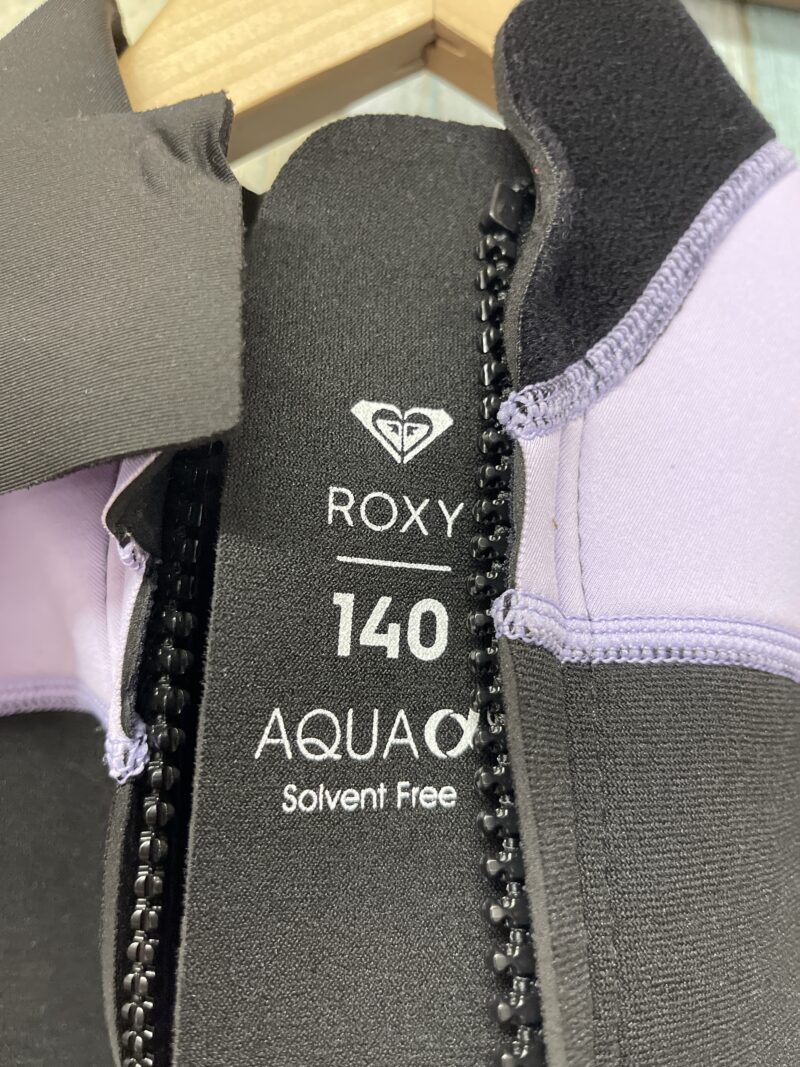 ROXY
140
AQUAα
Solvent Free